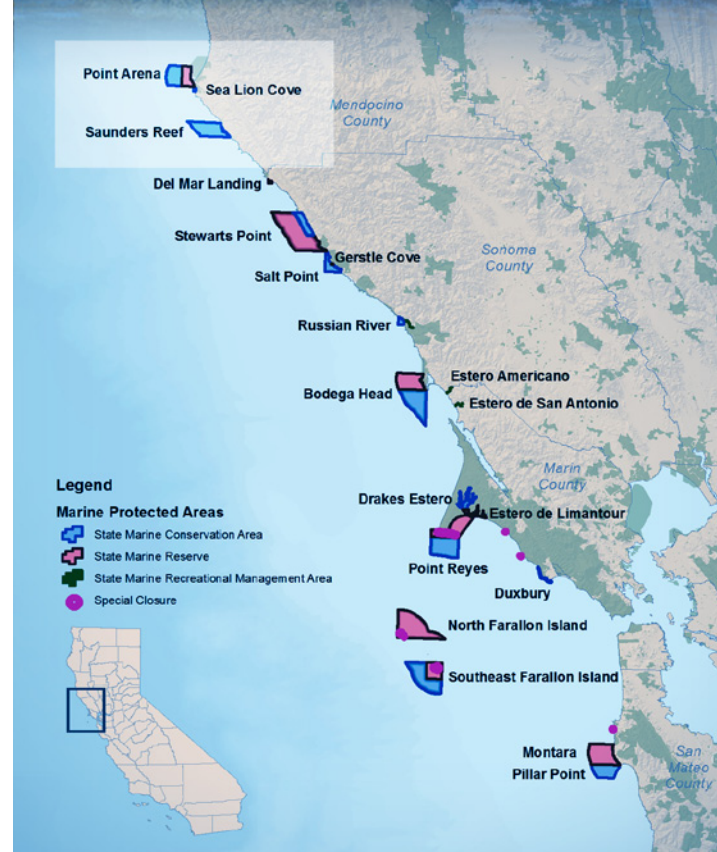 Point Arena
Sea Lion Cove
Mendocino
County
Saunders Reef
Del Mar Landing
Stewarts Point
Gerstle Cove
Sonoma
County
Salt Point
Russian River
Estero Americano
Bodega Head
Estero de San Antonio
Marin
County
Legend
Drakes Estero
Marine Protected Areas
Estero de Limantour
State Marine Conservation Area
State Marine Reserve
Point Reyes
State Marine Recreational Management Area
Duxbury
Special Closure
North Farallon Island
Southeast Farallon Island
Montara
San
Mateo
County
Pillar Point